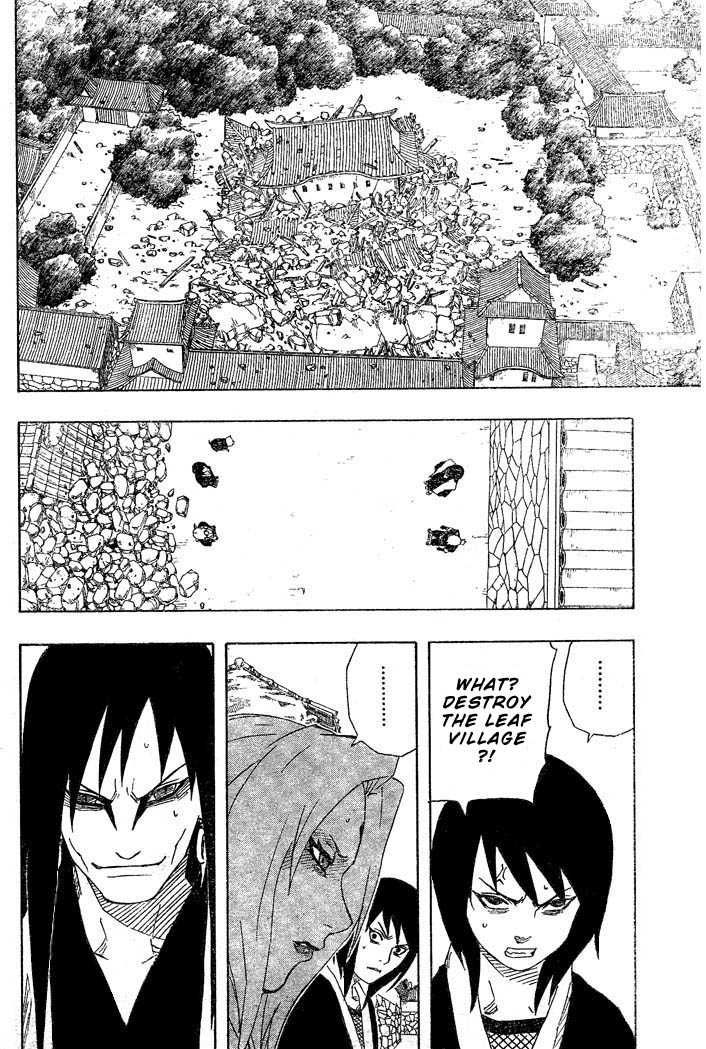 .........
WHAT?
DESTROY
THE LEAF
VILLAGE
?!
.........